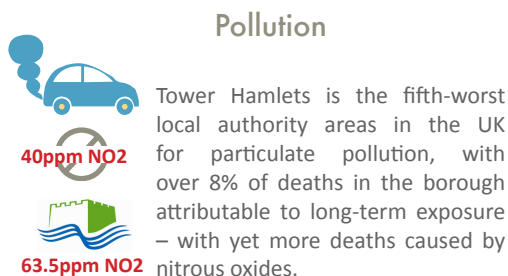 Pollution
Tower Hamlets is the fifth-worst
local authority areas in the UK
for particulate pollution, with
over 8% of deaths in the borough
attributable to long-term exposure
– with yet more deaths caused by
nitrous oxides.
40ppm NO2
63.5ppm NO2